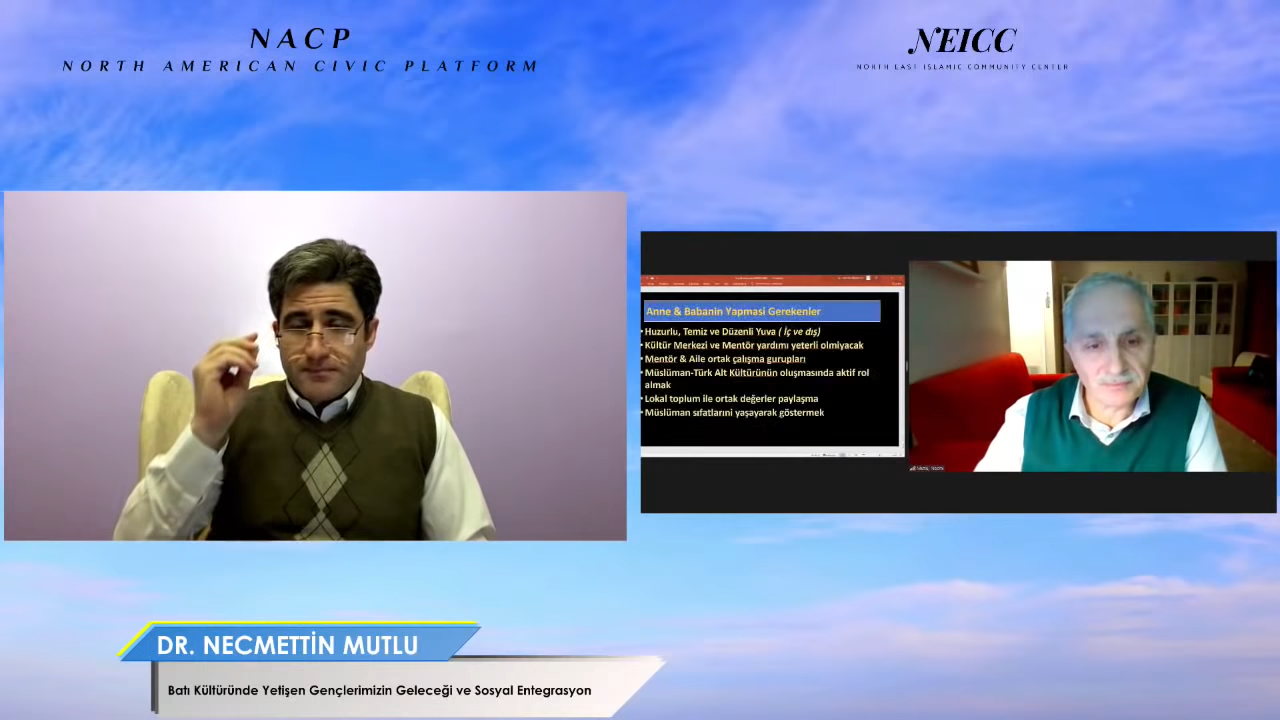 NACP
NORTH AMERICAN CIVIC PLATFORM
NEICC
NORTH EAST ISLAMIC COMMUNITY CENTER
Anne & Babanin Yapmasi Gerekenler
• Huzurlu, Temiz ve Düzenli Yuva ( İç ve dış)
• Kültür Merkezi ve Mentör yardımı yeterli olmiyacak
• Mentör & Aile ortak çalışma gurupları
• Müslüman-Türk Alt Kültürünün oluşmasında aktif rol
almak
• Lokal toplum ile ortak değerler paylaşma
• Müslüman sıfatlarini yaşayarak göstermek
DR. NECMETTİN MUTLU
Batı Kültüründe Yetişen Gençlerimizin Geleceği ve Sosyal Entegrasyon